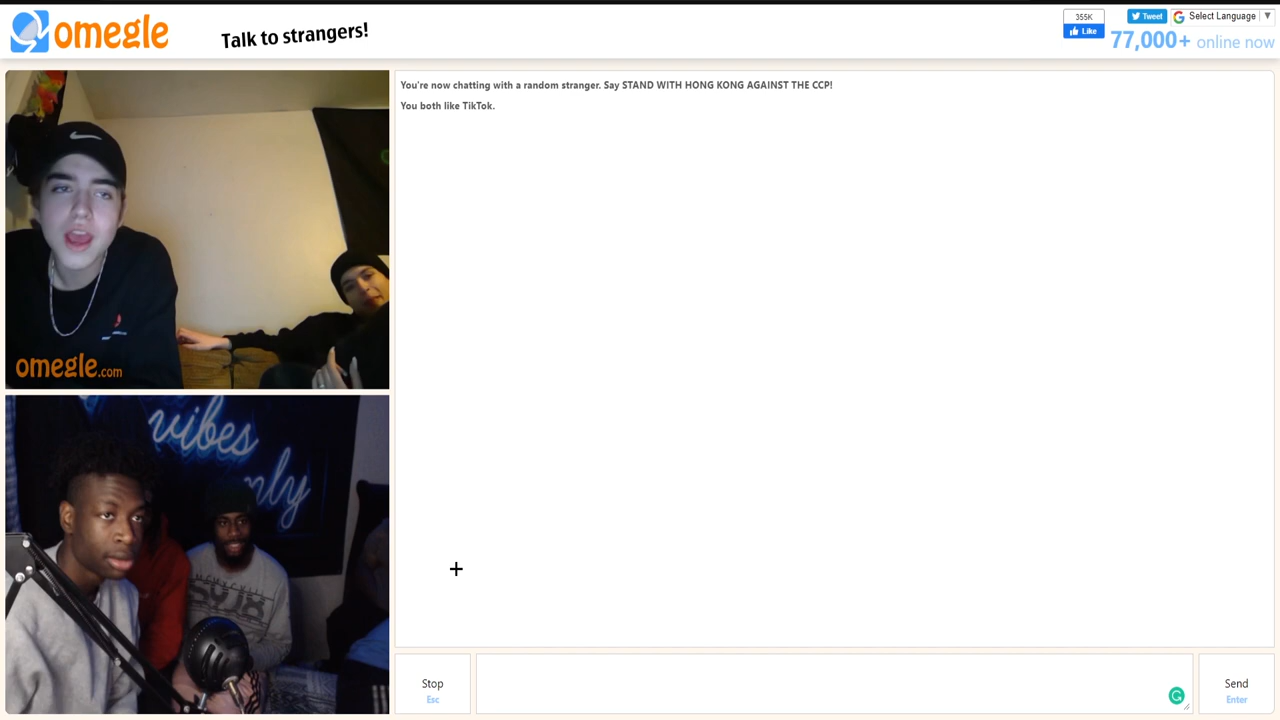 omegle
Talk to strangers!
355K
Like
Tweet
Select Language
77,000+ online now
You're now chatting with a random stranger. Say STAND WITH HONG KONG AGAINST THE CCP!
You both like TikTok.
omegle.com
vibes
only
Stop
Esc
Send
Enter